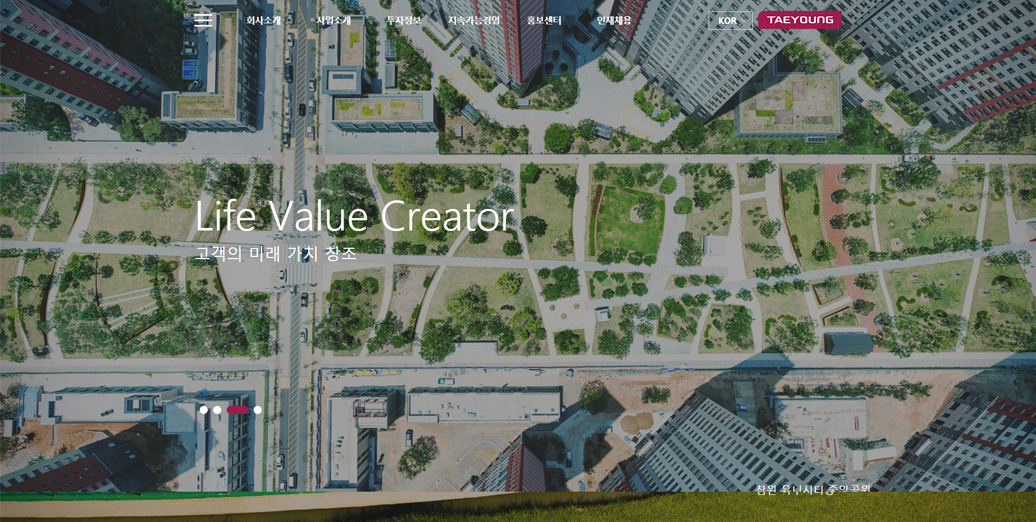 회사소개 사업소개 투자정보 지속가능경영 홍보센터 인재채용 KOR TAEYOUNG
Life Value Creator
고객의 미래 가치 창조
창원 유니시티 중앙공원